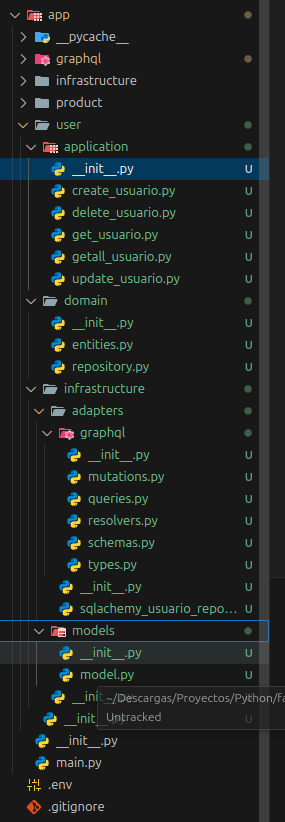 app
__pycache__
graphql
infrastructure
product
user
application
__init__.py U
create_usuario.py U
delete_usuario.py U
get_usuario.py U
getall_usuario.py U
update_usuario.py U
domain
__init__.py U
entities.py U
repository.py U
infrastructure
adapters
graphql
__init__.py U
mutations.py U
queries.py U
resolvers.py U
schemas.py U
types.py U
__init__.py U
sqlachemy_usuario_repo... U
models
__init__.py U
model.py U
__init__.py U
~/Descargas/Proyectos/Python/fa
__init__.py U
Untracked
__init__.py
main.py
.env
.gitignore